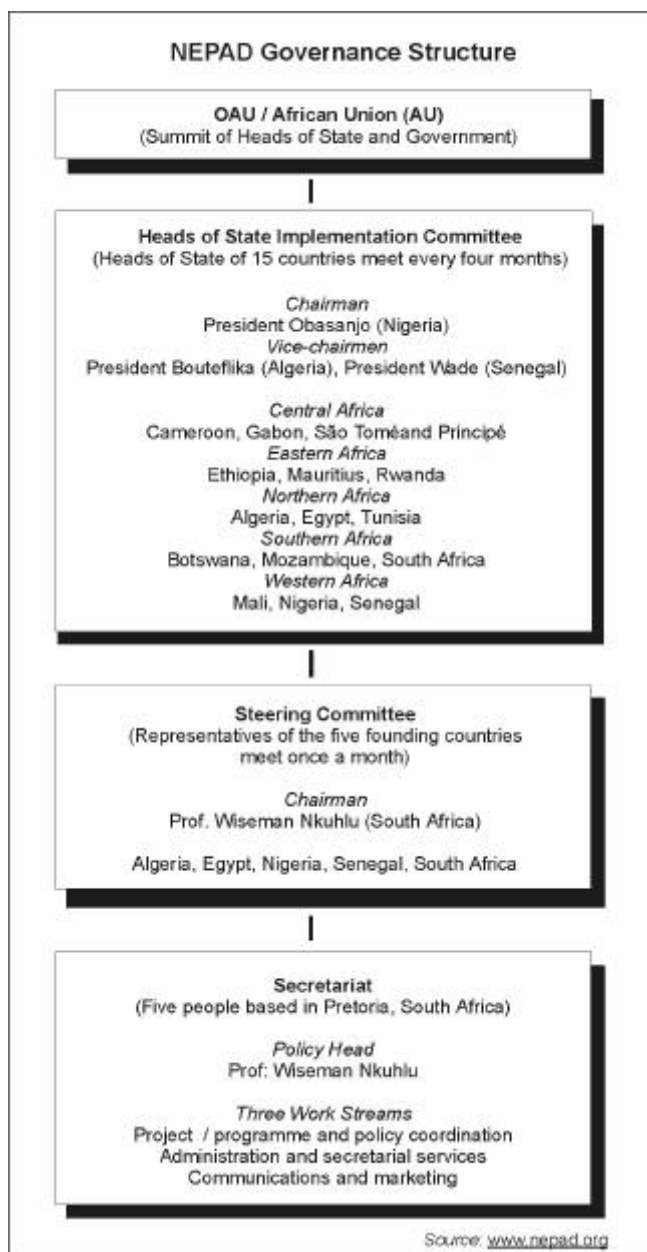 NEPAD Governance Structure
OAU / African Union (AU)
(Summit of Heads of State and Government)
Heads of State Implementation Committee
(Heads of State of 15 countries meet every four months)
Chairman
President Obasanjo (Nigeria)
Vice-chairmen
President Bouteflika (Algeria), President Wade (Senegal)
Central Africa
Cameroon, Gabon, São Toméand Principé
Eastern Africa
Ethiopia, Mauritius, Rwanda
Northern Africa
Algeria, Egypt, Tunisia
Southern Africa
Botswana, Mozambique, South Africa
Western Africa
Mali, Nigeria, Senegal
Steering Committee
(Representatives of the five founding countries
meet once a month)
Chairman
Prof. Wiseman Nkuhlu (South Africa)
Algeria, Egypt, Nigeria, Senegal, South Africa
Secretariat
(Five people based in Pretoria, South Africa)
Policy Head
Prof: Wiseman Nkuhlu
Three Work Streams
Project / programme and policy coordination
Administration and secretarial services
Communications and marketing
Source: www.nepad.org